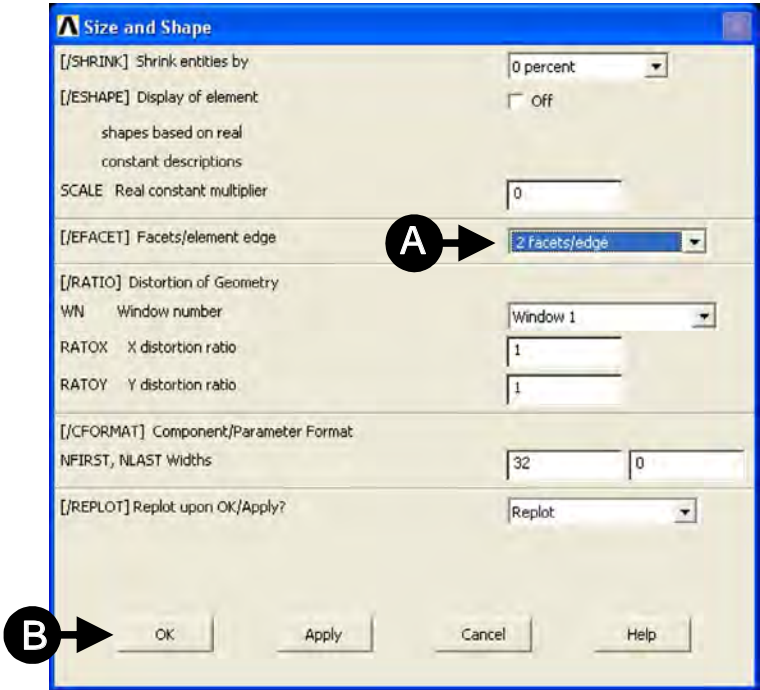 Size and Shape
[/SHRINK] Shrink entities by 0 percent
[/ESHAPE] Display of element Off
shapes based on real
constant descriptions
SCALE Real constant multiplier 0
[/EFACET] Facets/element edge A 2 facets/edge
[/RATIO] Distortion of Geometry
WN Window number Window 1
RATOX X distortion ratio 1
RATOY Y distortion ratio 1
[/CFORMAT] Component/Parameter Format
NFIRST, NLAST Widths 32 0
[/REPLOT] Replot upon OK/Apply? Replot
B OK Apply Cancel Help